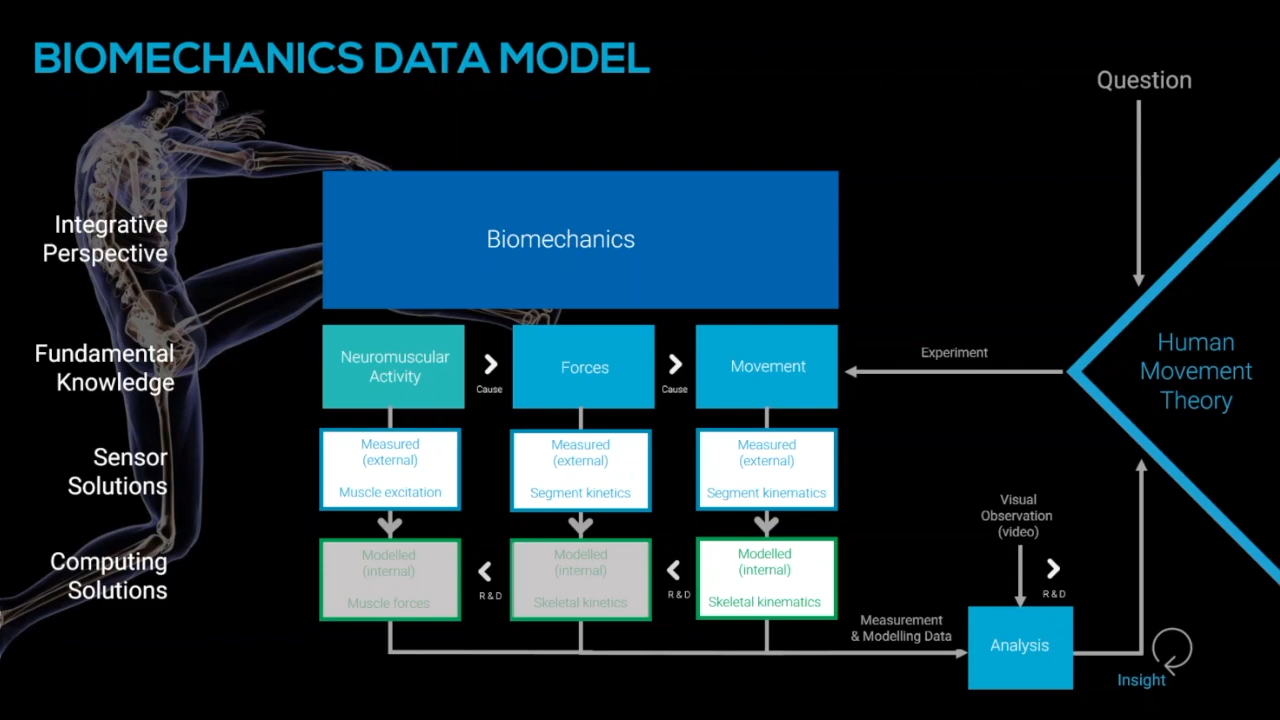 BIOMECHANICS DATA MODEL
Question
Integrative
Perspective
Biomechanics
Fundamental
Knowledge
Neuromuscular
Activity
Cause
Forces
Cause
Movement
Experiment
Human
Movement
Theory
Sensor
Solutions
Measured
(external)
Muscle excitation
Measured
(external)
Segment kinetics
Measured
(external)
Segment kinematics
Visual
Observation
(video)
Computing
Solutions
Modelled
(internal)
Muscle forces
R & D
Modelled
(internal)
Skeletal kinetics
R & D
Modelled
(internal)
Skeletal kinematics
R & D
Measurement
& Modelling Data
Analysis
Insight